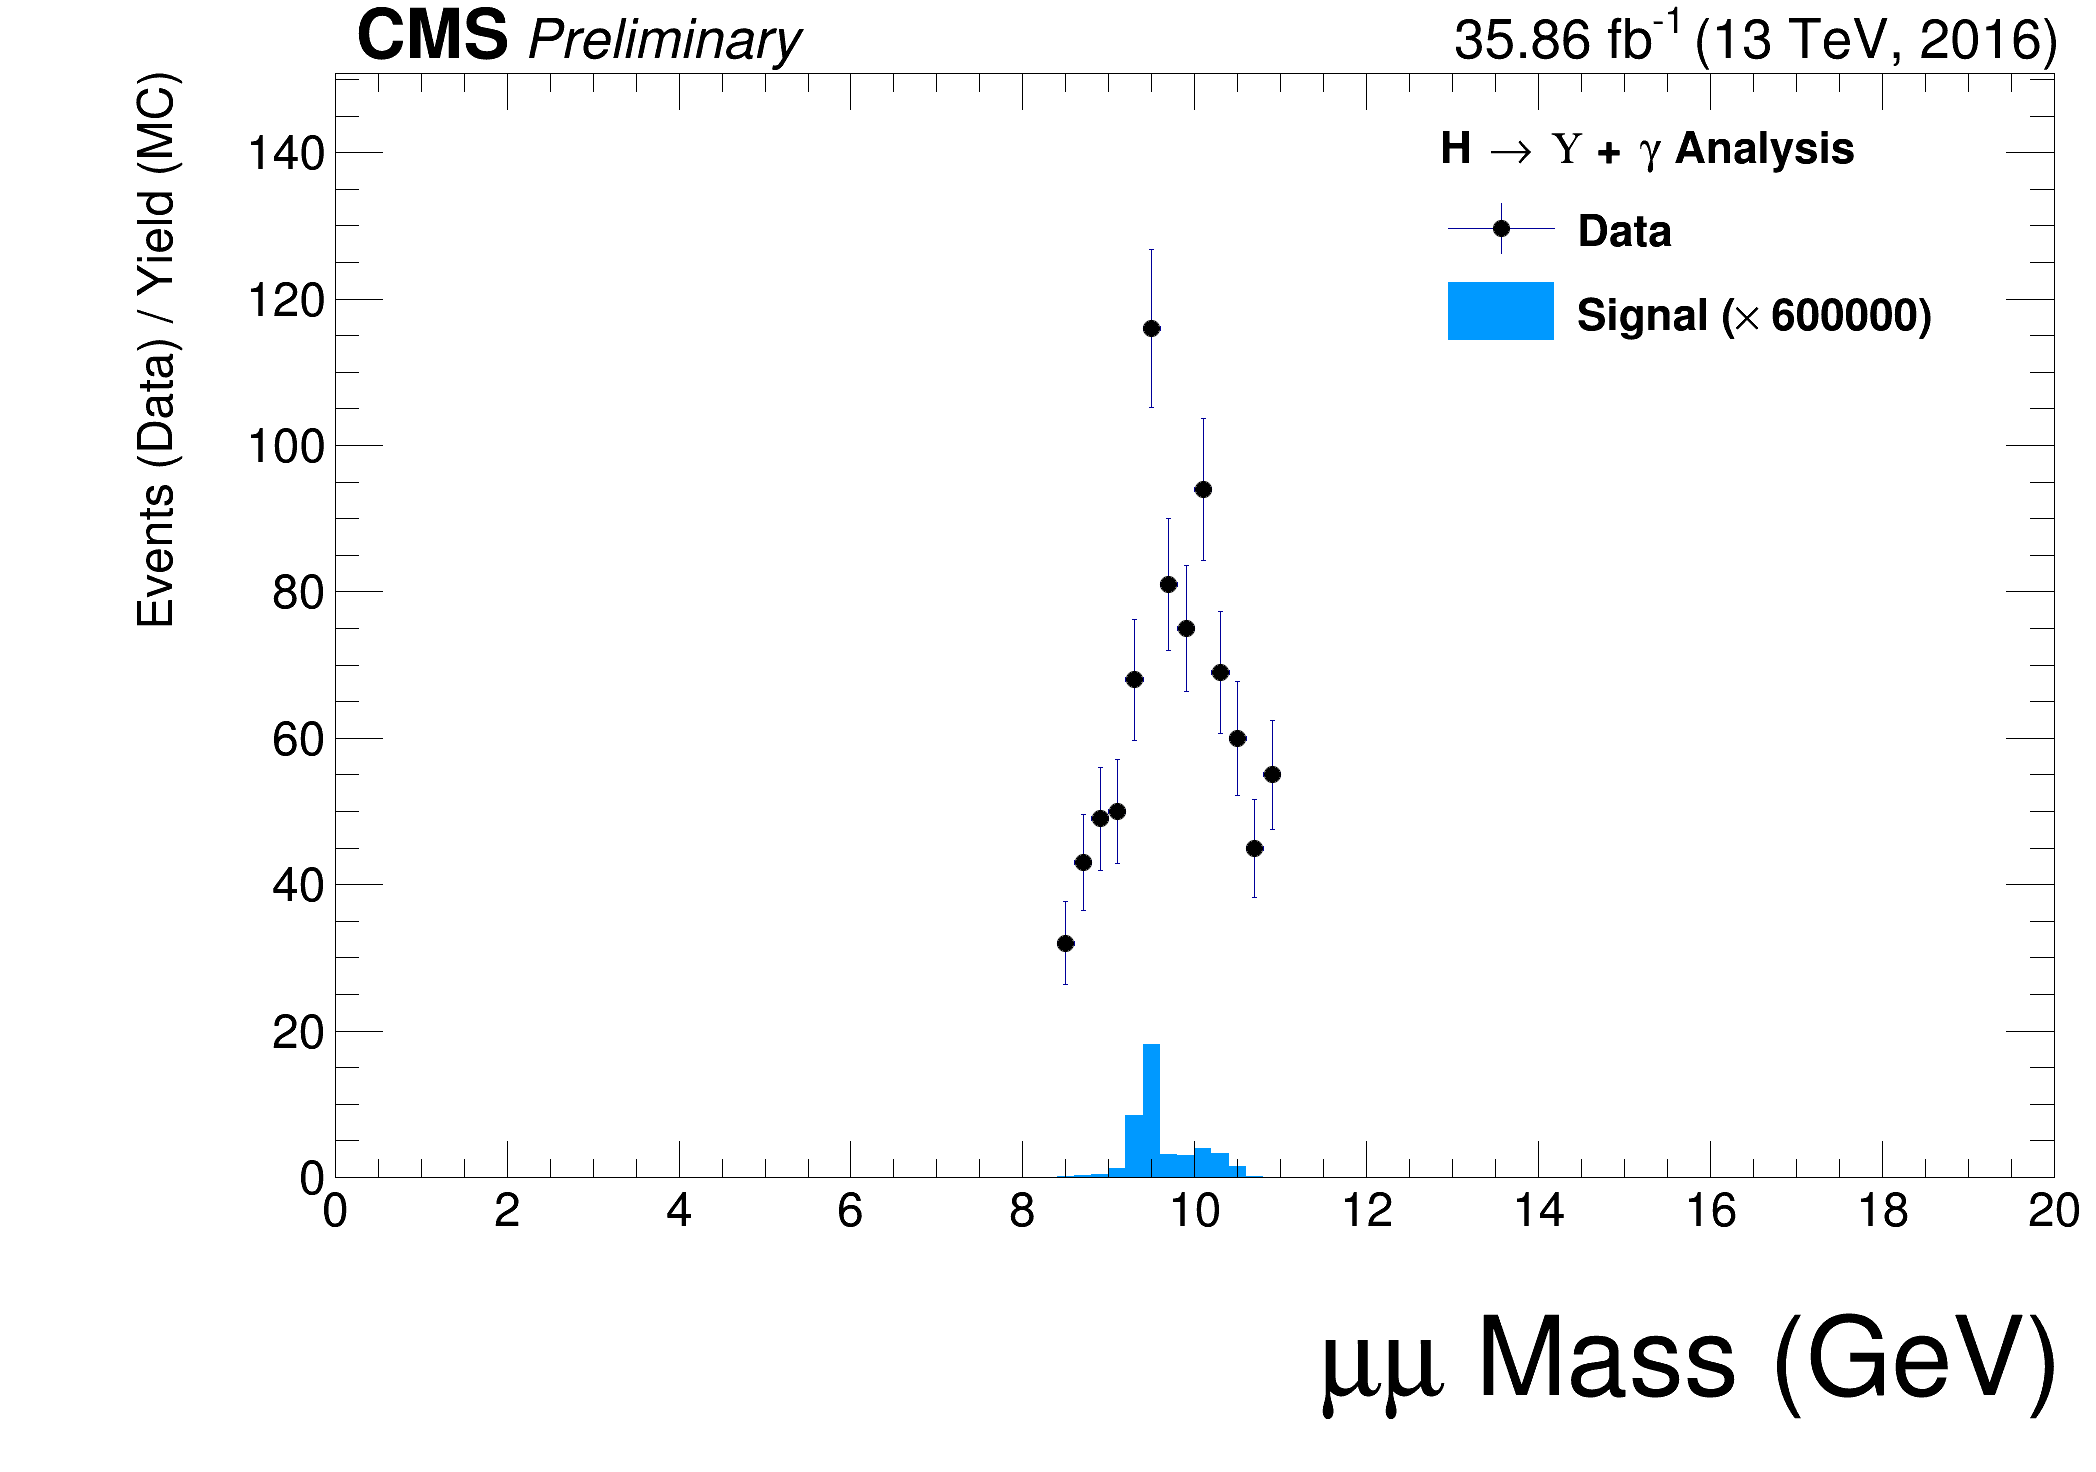 CMS Preliminary
35.86 fb-1 (13 TeV, 2016)
Events (Data) / Yield (MC)
H → Υ + γ Analysis
Data
Signal (× 600000)
140
120
100
80
60
40
20
0
0 2 4 6 8 10 12 14 16 18 20
μμ Mass (GeV)